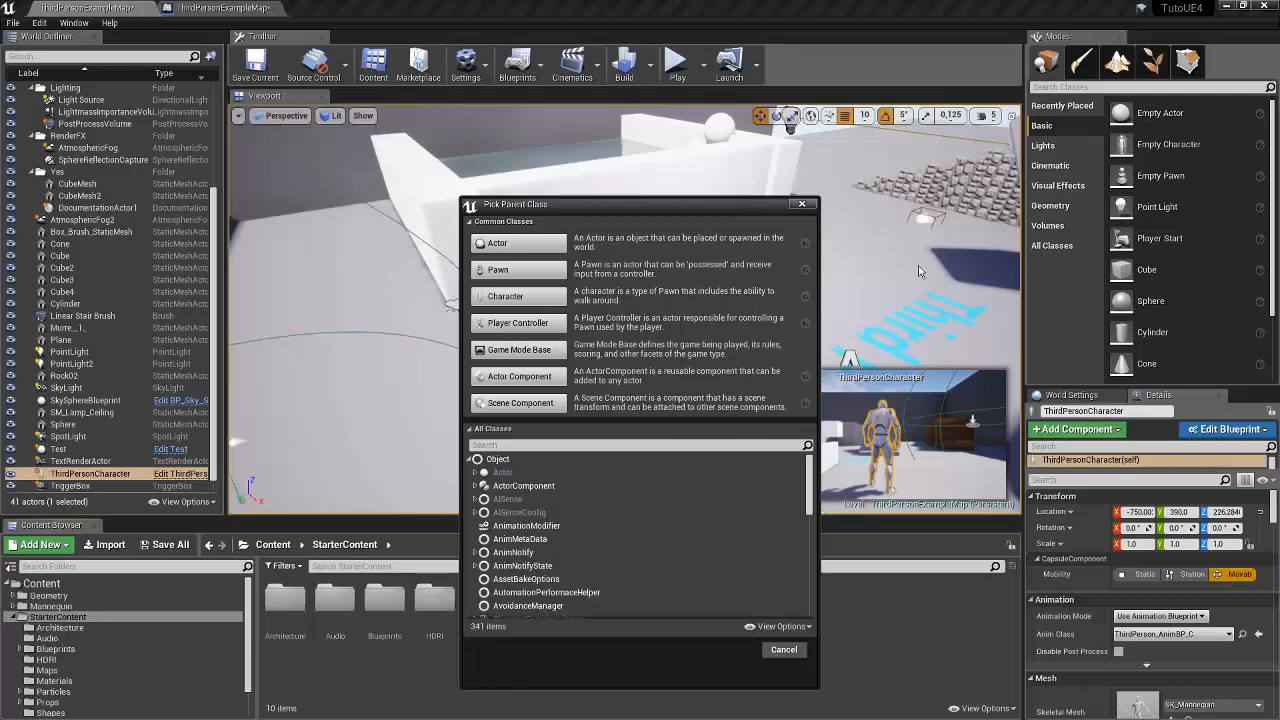 ThirdPersonExampleMap*
ThirdPersonExampleMap*
TutoUE4
File Edit Window Help
World Outliner
Search...
Label Type
Lighting Folder
Light Source DirectionalLigh
LightmassImportanceVolu LightmassImportar
PostProcessVolume PostProcessVolum
RenderFX Folder
AtmosphericFog AtmosphericFo
SphereReflectionCapture SphereReflectionC
Yes Folder
CubeMesh StaticMeshActo
CubeMesh2 StaticMeshActo
DocumentationActor1 DocumentationA
AtmosphericFog2 AtmosphericFo
Box_Brush_StaticMesh StaticMeshActo
Cone StaticMeshActo
Cube StaticMeshActo
Cube2 StaticMeshActo
Cube3 StaticMeshActo
Cube4 StaticMeshActo
Cylinder StaticMeshActo
Linear Stair Brush Brush
Murre__1_ StaticMeshActo
Plane StaticMeshActo
PointLight PointLight
PointLight2 PointLight
Rock02 StaticMeshActo
SkyLight SkyLight
SkySphereBlueprint Edit BP_Sky_S
SM_Lamp_Ceiling StaticMeshActo
Sphere StaticMeshActo
SpotLight SpotLight
Test Edit Test
TextRenderActor TextRenderActo
ThirdPersonCharacter Edit ThirdPers
TriggerBox TriggerBox
41 actors (1 selected) View Options
Toolbar
Save Current Source Control Content Marketplace Settings Blueprints Cinematics Build Play Launch
Viewport 1
Perspective Lit Show
10 5° 0,125 5
Third
ThirdPersonCharacter
Level: ThirdPersonExampleMap (Persistent)
Pick Parent Class
Common Classes
Actor
An Actor is an object that can be placed or spawned in the
world.
Pawn
A Pawn is an actor that can be 'possessed' and receive
input from a controller.
Character
A character is a type of Pawn that includes the ability to
walk around.
Player Controller
A Player Controller is an actor responsible for controlling a
Pawn used by the player.
Game Mode Base
Game Mode Base defines the game being played, its rules,
scoring, and other facets of the game type.
Actor Component
An ActorComponent is a reusable component that can be
added to any actor.
Scene Component
A Scene Component is a component that has a scene
transform and can be attached to other scene components.
All Classes
Search
Object
Actor
ActorComponent
AISense
AISenseConfig
AnimationModifier
AnimMetaData
AnimNotify
AnimNotifyState
AssetBakeOptions
AutomationPerformaceHelper
AvoidanceManager
341 items View Options
Cancel
Modes
Search Classes
Recently Placed
Basic
Lights
Cinematic
Visual Effects
Geometry
Volumes
All Classes
Empty Actor
Empty Character
Empty Pawn
Point Light
Player Start
Cube
Sphere
Cylinder
Cone
World Settings Details
ThirdPersonCharacter
Add Component Edit Blueprint
Search
ThirdPersonCharacter(self)
Search
Transform
Location X -750.00 Y 390.0 Z 226,284
Rotation X 0.0 ° Y 0.0 ° Z 0.0 °
Scale X 1.0 Y 1.0 Z 1.0
CapsuleComponent
Mobility Static Station Movab
Animation
Animation Mode Use Animation Blueprint
Anim Class ThirdPerson_AnimBP_C
Disable Post Process
Mesh
Skeletal Mesh SK_Mannequin
Content Browser
Add New Import Save All Content StarterContent
Search Folders
Filters Search StarterContent
Content
Geometry
Mannequin
StarterContent
Architecture
Audio
Blueprints
HDRI
Maps
Materials
Particles
Props
Shapes
Architecture Audio Blueprints HDRI
10 items View Options